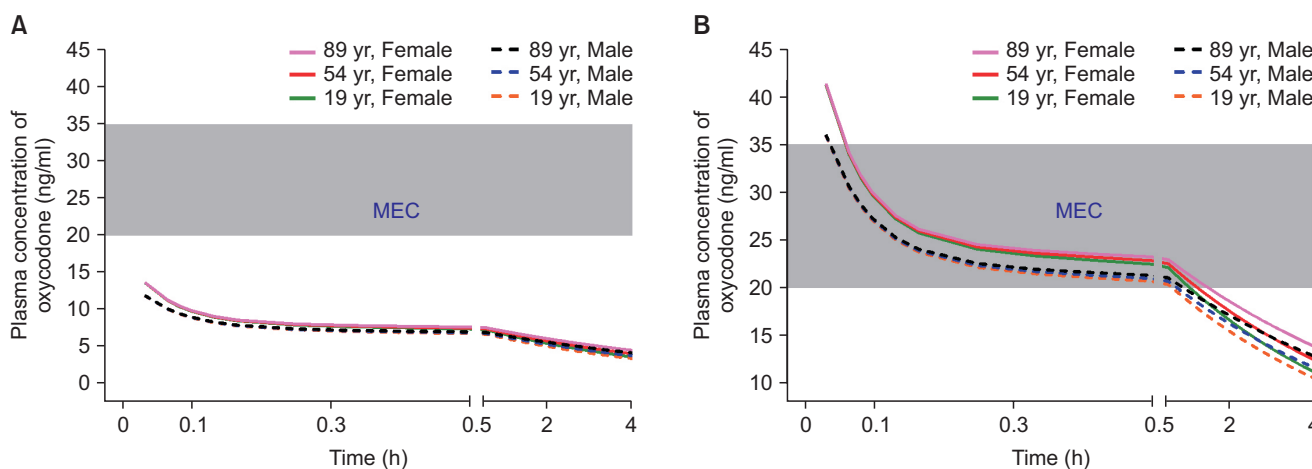 A
Plasma concentration of
oxycodone (ng/ml)
45
40
35
30
25
20
15
10
5
0
89 yr, Female
54 yr, Female
19 yr, Female
89 yr, Male
54 yr, Male
19 yr, Male
MEC
0 0.1 0.3 0.5 2 4
Time (h)
B
Plasma concentration of
oxycodone (ng/ml)
45
40
35
30
25
20
15
10
89 yr, Female
54 yr, Female
19 yr, Female
89 yr, Male
54 yr, Male
19 yr, Male
MEC
0 0.1 0.3 0.5 2 4
Time (h)